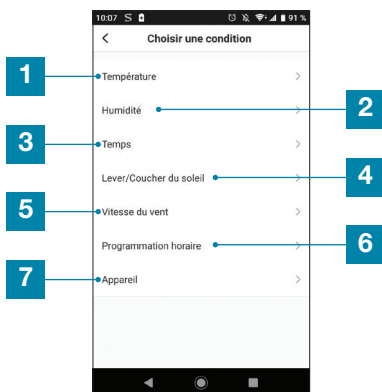 10:07 91 %
Choisir une condition
1 Température
Humidité 2
3 Temps
Lever/Coucher du soleil 4
5 Vitesse du vent
Programmation horaire 6
7 Appareil